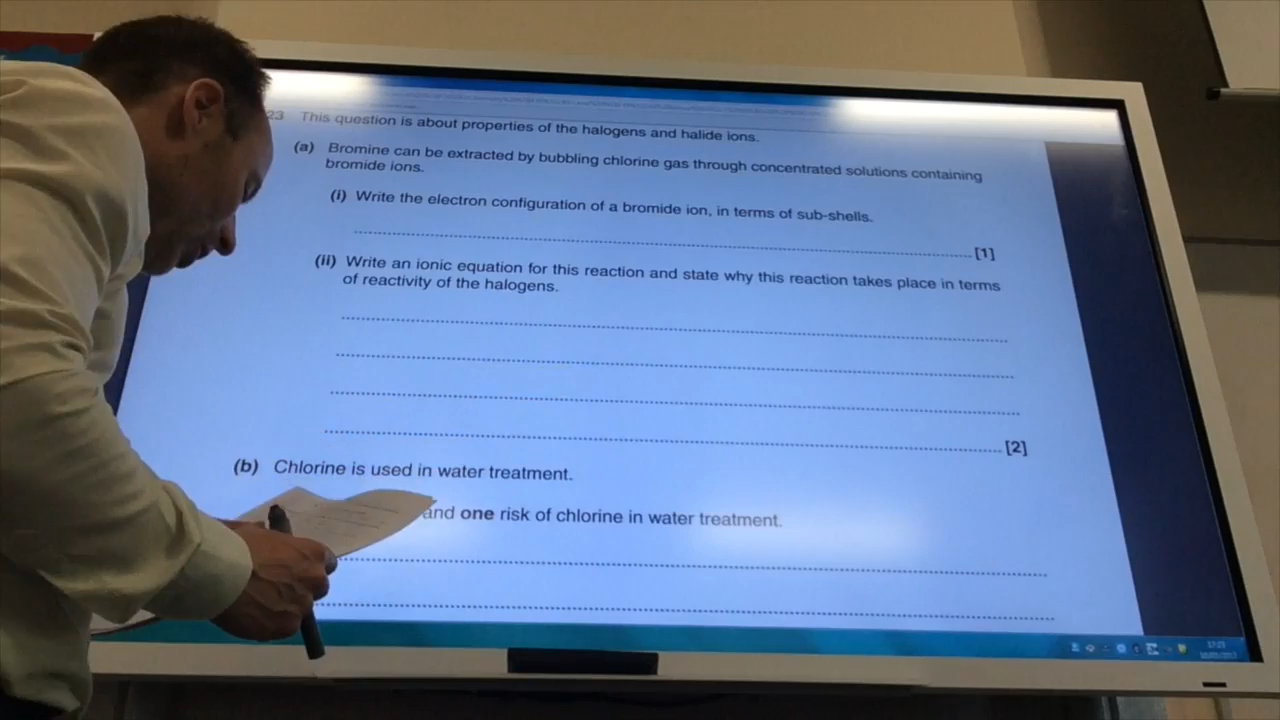 23 This question is about properties of the halogens and halide ions.
(a) Bromine can be extracted by bubbling chlorine gas through concentrated solutions containing
bromide ions.
(i) Write the electron configuration of a bromide ion, in terms of sub-shells.
[1]
(ii) Write an ionic equation for this reaction and state why this reaction takes place in terms
of reactivity of the halogens.
[2]
(b) Chlorine is used in water treatment.
and one risk of chlorine in water treatment.